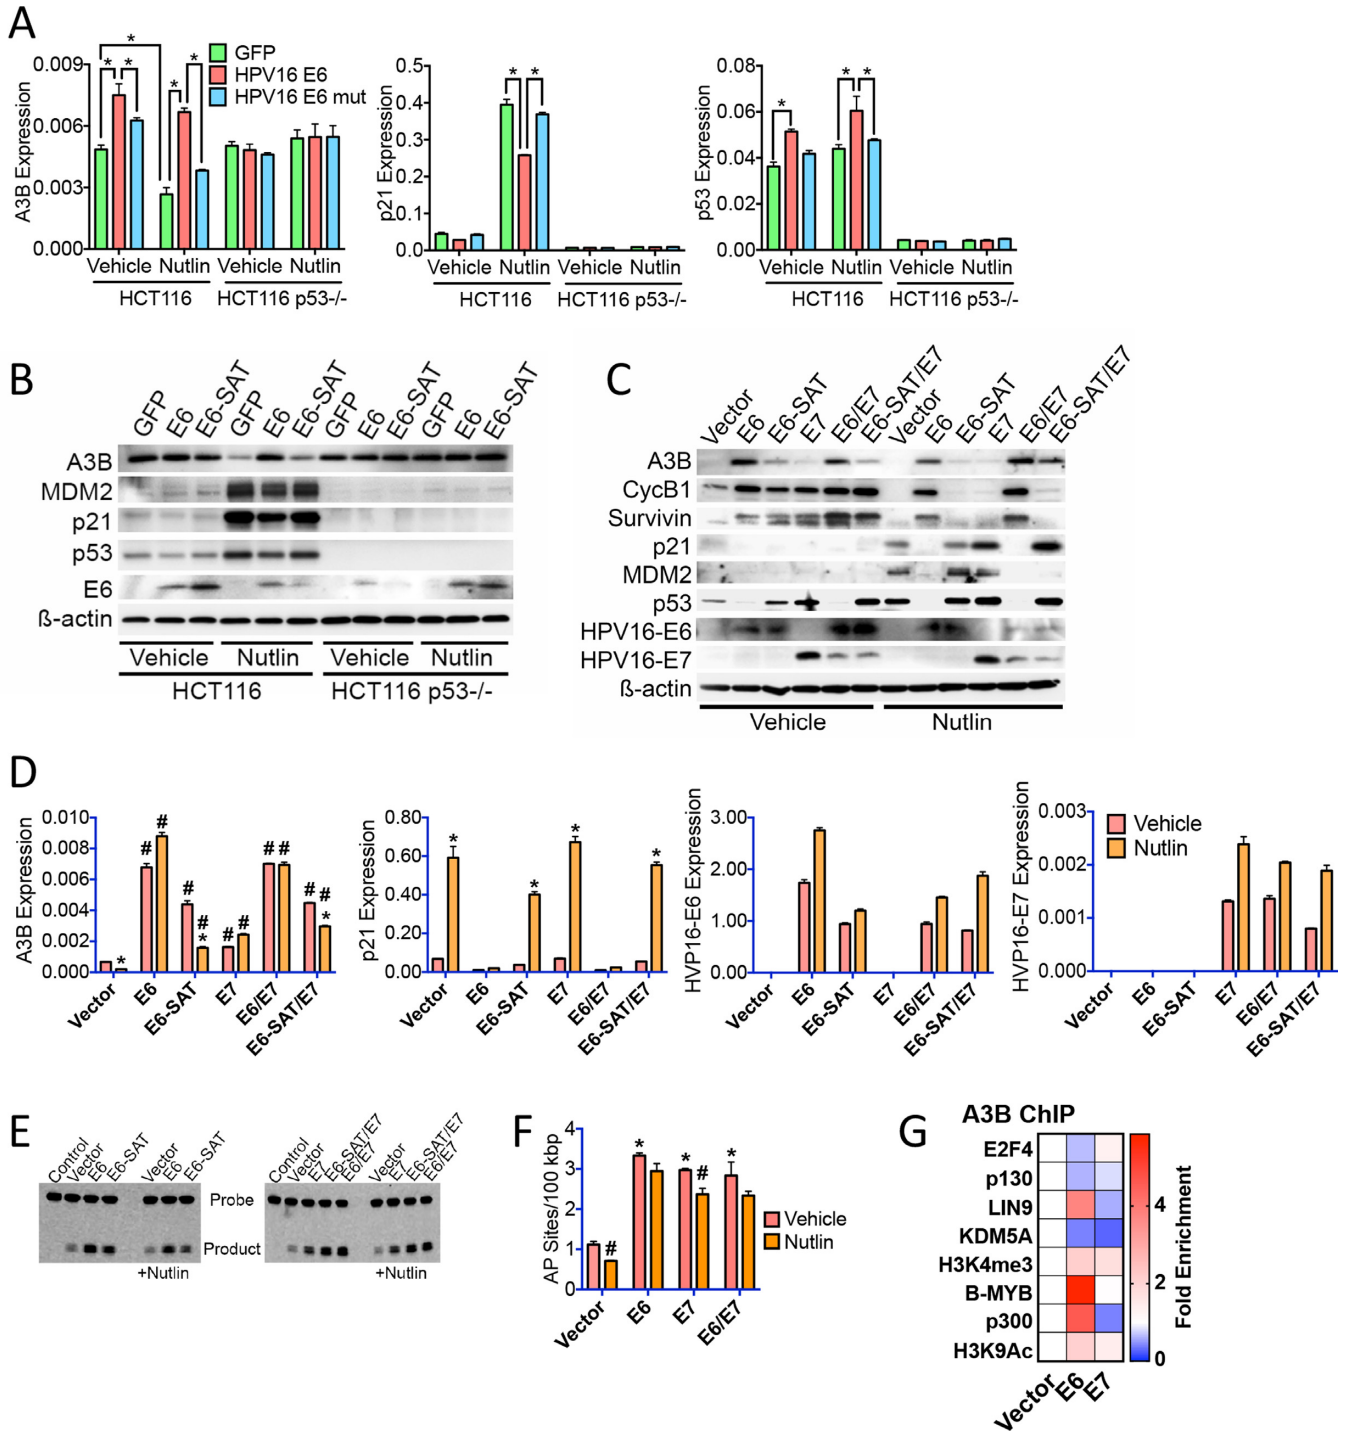 A
GFP
HPV16 E6
HPV16 E6 mut
A3B Expression
0.009
0.006
0.003
0.000
* * * * *
Vehicle Nutlin Vehicle Nutlin
HCT116 HCT116 p53-/-
p21 Expression
0.5
0.4
0.3
0.2
0.1
0.0
* *
Vehicle Nutlin Vehicle Nutlin
HCT116 HCT116 p53-/-
p53 Expression
0.08
0.06
0.04
0.02
0.00
* * *
Vehicle Nutlin Vehicle Nutlin
HCT116 HCT116 p53-/-
B
GFP E6 E6-SAT GFP E6 E6-SAT GFP E6 E6-SAT GFP E6 E6-SAT
A3B
MDM2
p21
p53
E6
ß-actin
Vehicle Nutlin Vehicle Nutlin
HCT116 HCT116 p53-/-
C
Vector E6 E6-SAT E7 E6/E7 E6-SAT/E7 Vector E6 E6-SAT E7 E6/E7 E6-SAT/E7
A3B
CycB1
Survivin
p21
MDM2
p53
HPV16-E6
HPV16-E7
ß-actin
Vehicle Nutlin
D
A3B Expression
0.010
0.008
0.006
0.004
0.002
0.000
* # # # # * # # # # # # *
Vector E6 E6-SAT E7 E6/E7 E6-SAT/E7
p21 Expression
0.80
0.60
0.40
0.20
0.00
* * * *
Vector E6 E6-SAT E7 E6/E7 E6-SAT/E7
HVP16-E6 Expression
3.00
2.00
1.00
0.00
Vector E6 E6-SAT E7 E6/E7 E6-SAT/E7
HVP16-E7 Expression
0.003
0.002
0.001
0.000
Vehicle
Nutlin
Vector E6 E6-SAT E7 E6/E7 E6-SAT/E7
E
Control Vector E6 E6-SAT Vector E6 E6-SAT
Control Vector E7 E6-SAT/E7 E6/E7 Vector E7 E6-SAT/E7 E6/E7
Probe
Product
+Nutlin +Nutlin
F
AP Sites/100 kbp
4
3
2
1
0
# * * # *
Vehicle
Nutlin
Vector E6 E7 E6/E7
G
A3B ChIP
E2F4
p130
LIN9
KDM5A
H3K4me3
B-MYB
p300
H3K9Ac
Vector E6 E7
4
2
0
Fold Enrichment